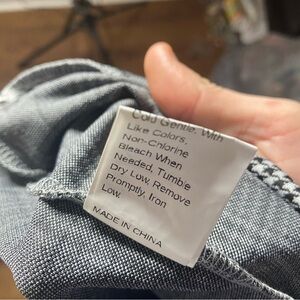 Cold Gentle, With
Like Colors,
Non-Chlorine
Bleach When
Needed, Tumble
Dry Low, Remove
Promptly, Iron
Low.
MADE IN CHINA